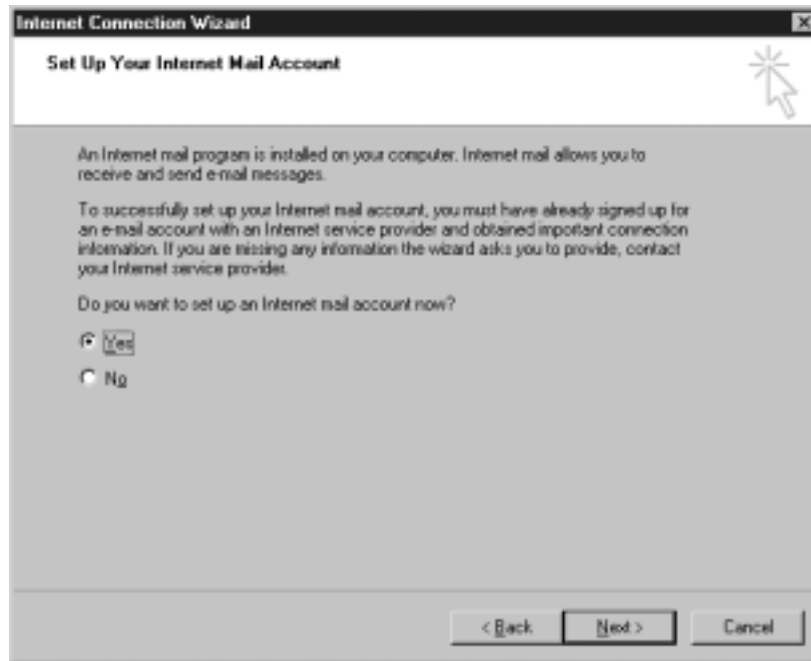 Internet Connection Wizard
Set Up Your Internet Mail Account
An Internet mail program is installed on your computer. Internet mail allows you to
receive and send e-mail messages.
To successfully set up your Internet mail account, you must have already signed up for
an e-mail account with an Internet service provider and obtained important connection
information. If you are missing any information the wizard asks you to provide, contact
your Internet service provider.
Do you want to set up an Internet mail account now?
Yes
No
< Back Next > Cancel